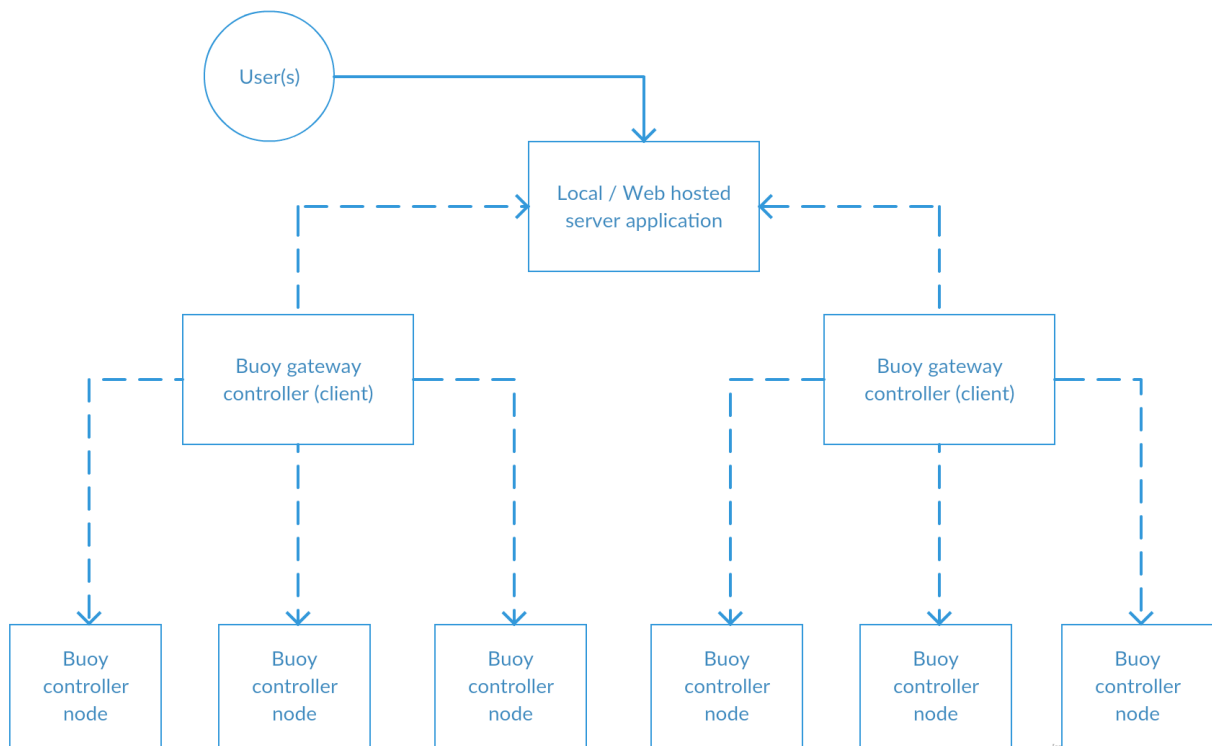 User(s)
Local / Web hosted
server application
Buoy gateway
controller (client)
Buoy gateway
controller (client)
Buoy
controller
node
Buoy
controller
node
Buoy
controller
node
Buoy
controller
node
Buoy
controller
node
Buoy
controller
node